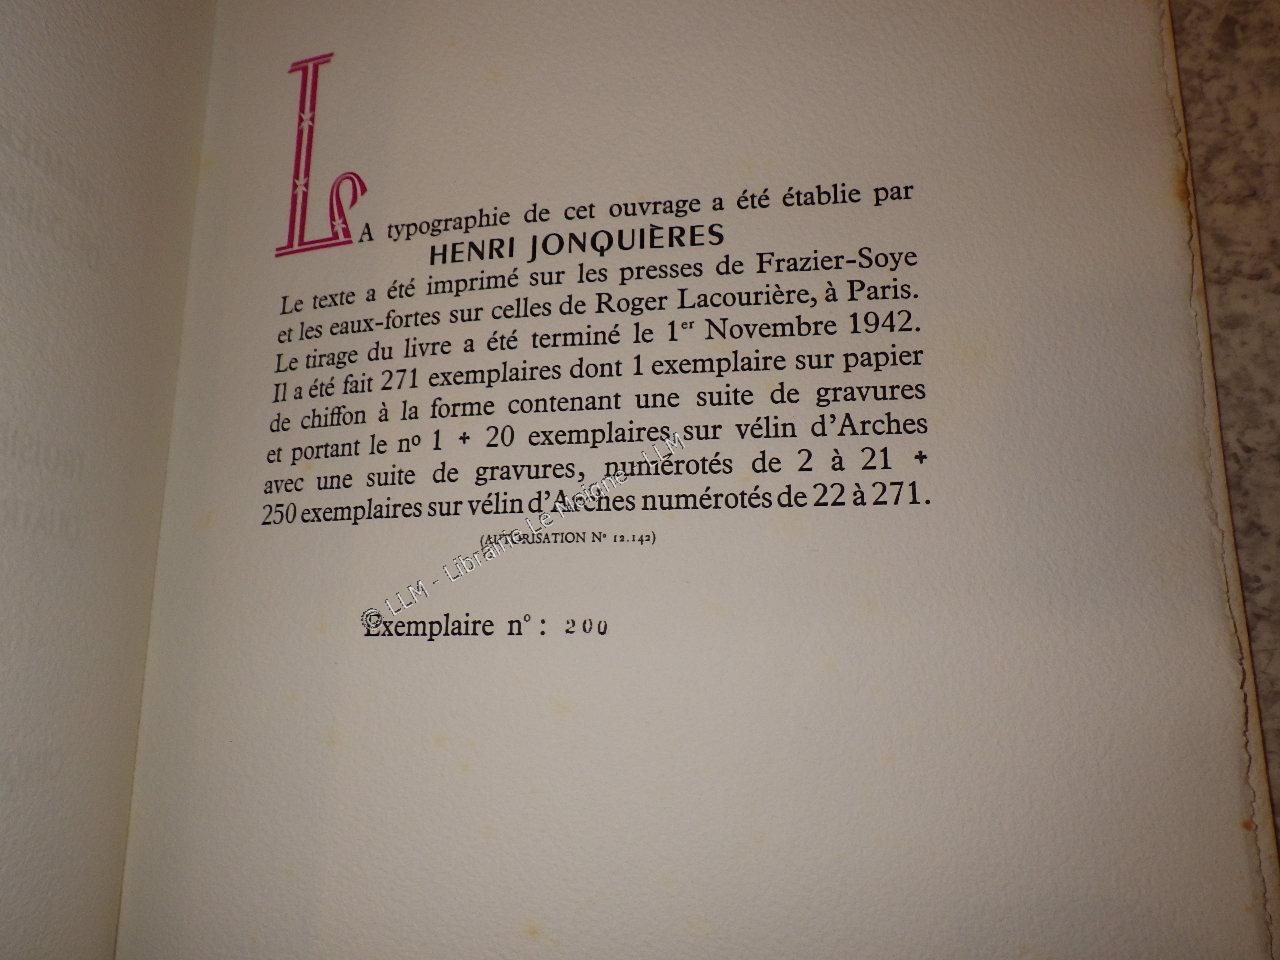 LA typographie de cet ouvrage a été établie par
HENRI JONQUIÈRES
Le texte a été imprimé sur les presses de Frazier-Soye
et les eaux-fortes sur celles de Roger Lacourière, à Paris.
Le tirage du livre a été terminé le 1er Novembre 1942.
Il a été fait 271 exemplaires dont 1 exemplaire sur papier
de chiffon à la forme contenant une suite de gravures
et portant le nº 1 + 20 exemplaires sur vélin d'Arches
avec une suite de gravures, numérotés de 2 à 21 +
250 exemplaires sur vélin d'Arches numérotés de 22 à 271.
(AUTORISATION Nº 12.142)
Exemplaire nº : 200
© LLM - Librairie Le Moigne - LLM